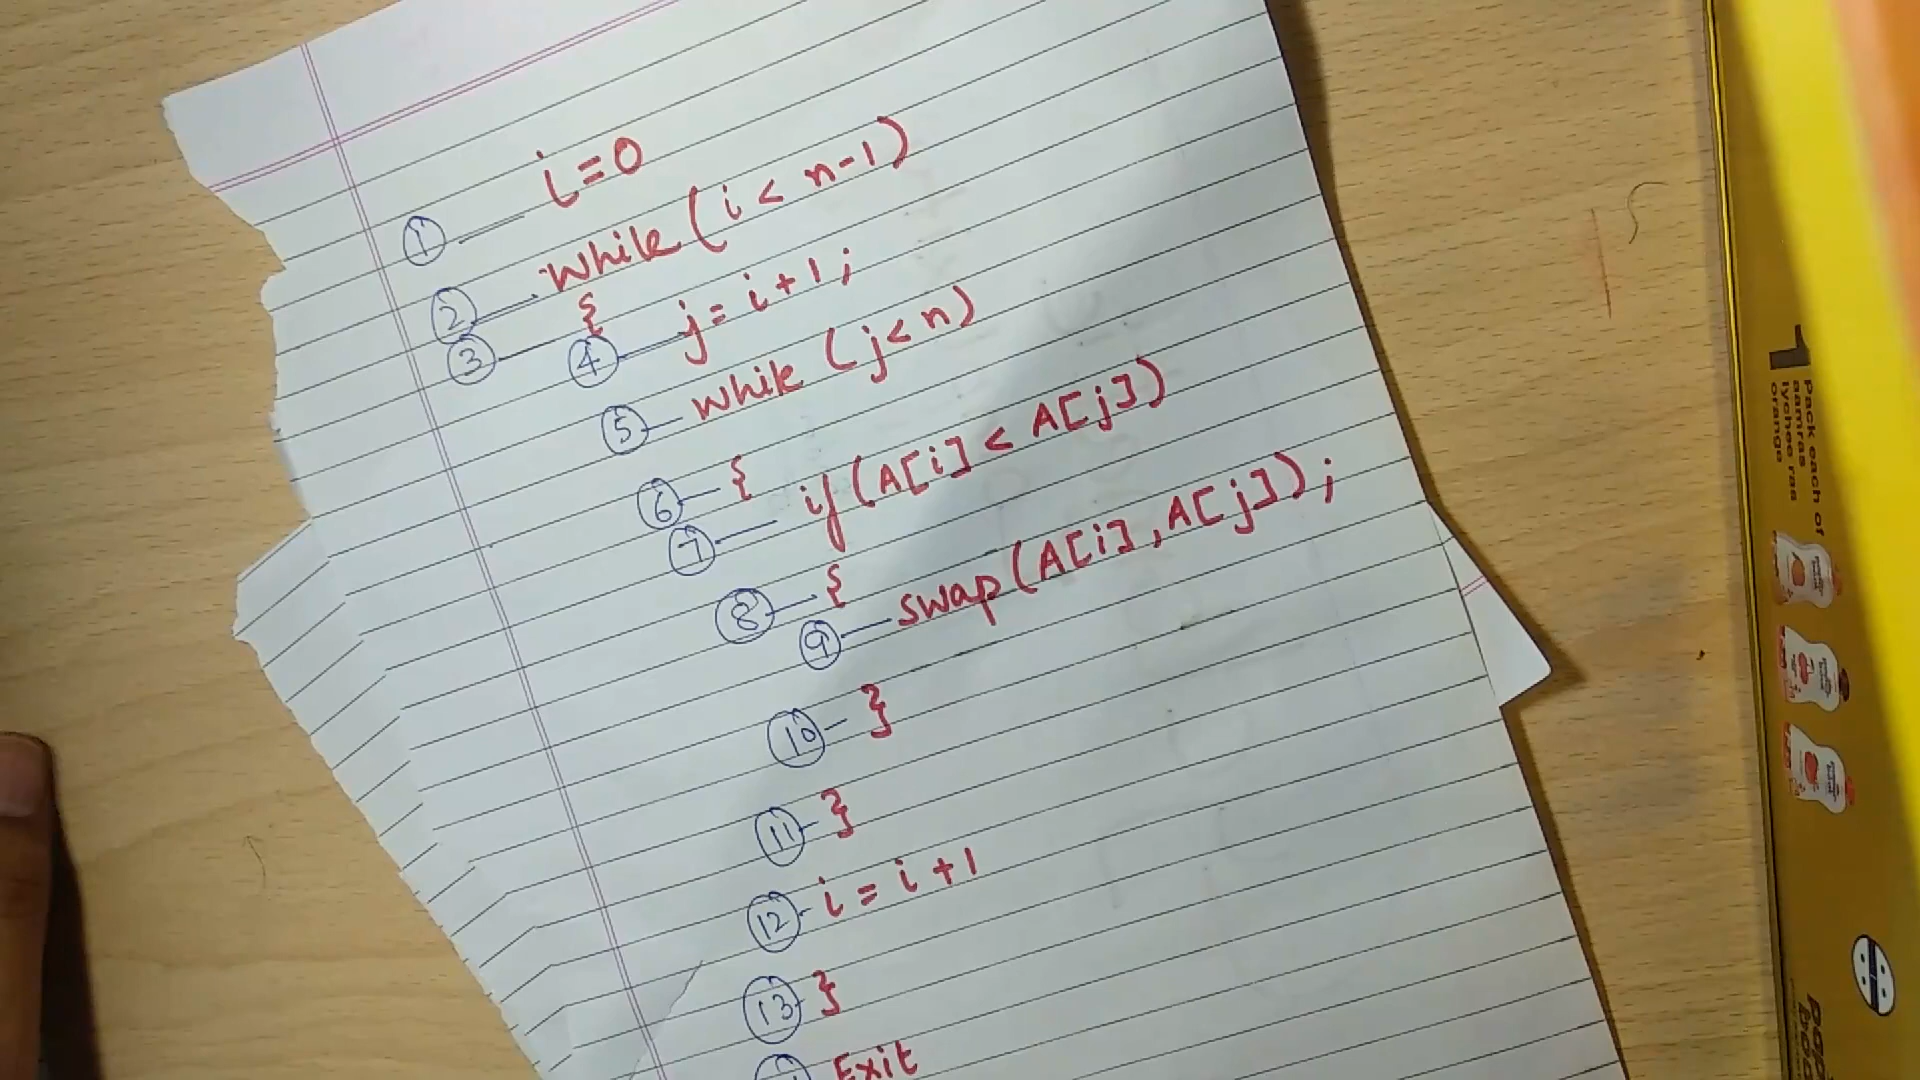 ① i=0
② while (i < n-1)
③ {
④ j= i+1;
⑤ while (j<n)
⑥ {
⑦ if (A[i] < A[j])
⑧ {
⑨ swap(A[i], A[j]);
⑩ }
⑪ }
⑫ i = i+1
⑬ }
Exit
1
Pack each of
aamras
lychee ras
orange